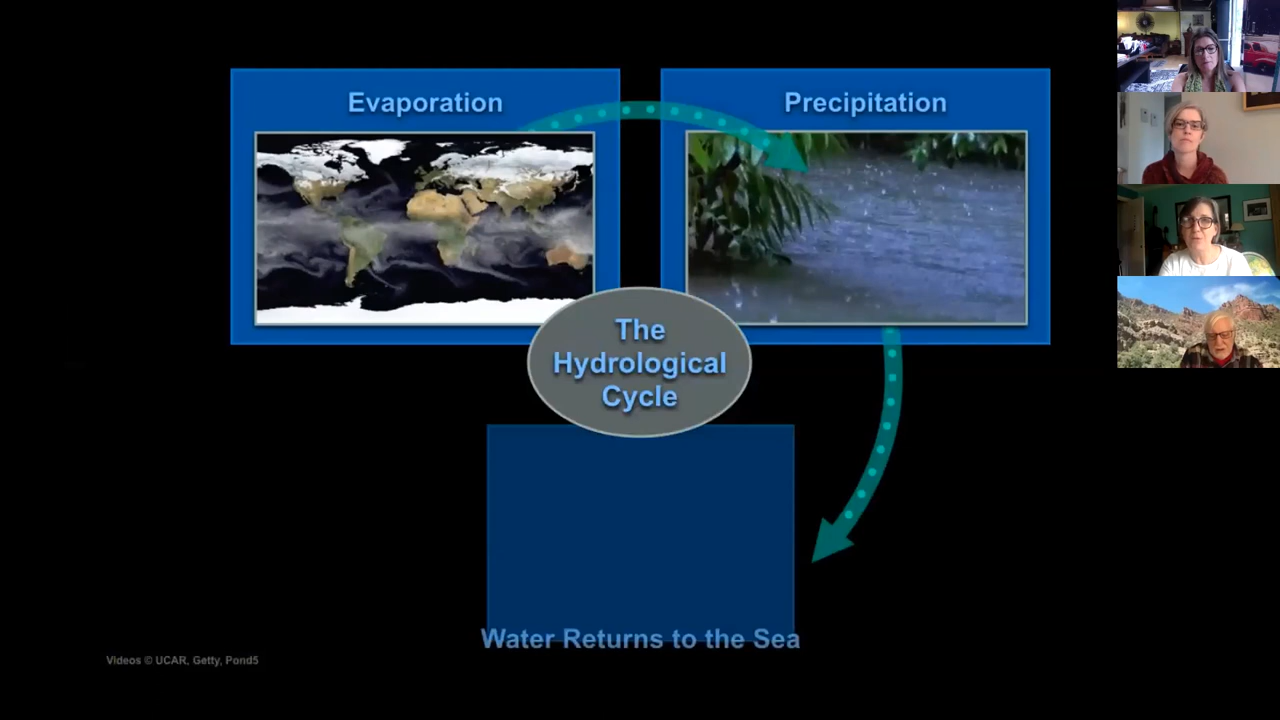 Evaporation
Precipitation
The
Hydrological
Cycle
Water Returns to the Sea
Videos © UCAR, Getty, Pond5